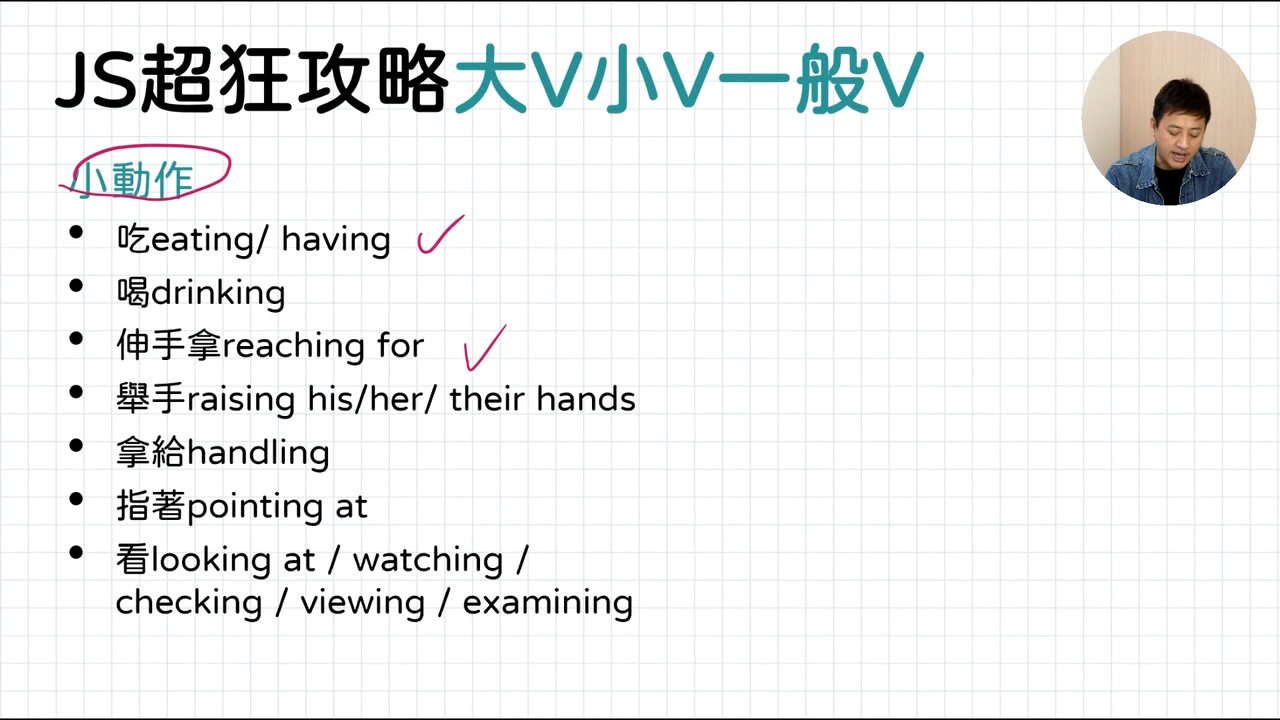 JS超狂攻略大V小V一般V
小動作
• 吃eating/ having
• 喝drinking
• 伸手拿reaching for
• 舉手raising his/her/ their hands
• 拿給handling
• 指著pointing at
• 看looking at / watching /
checking / viewing / examining